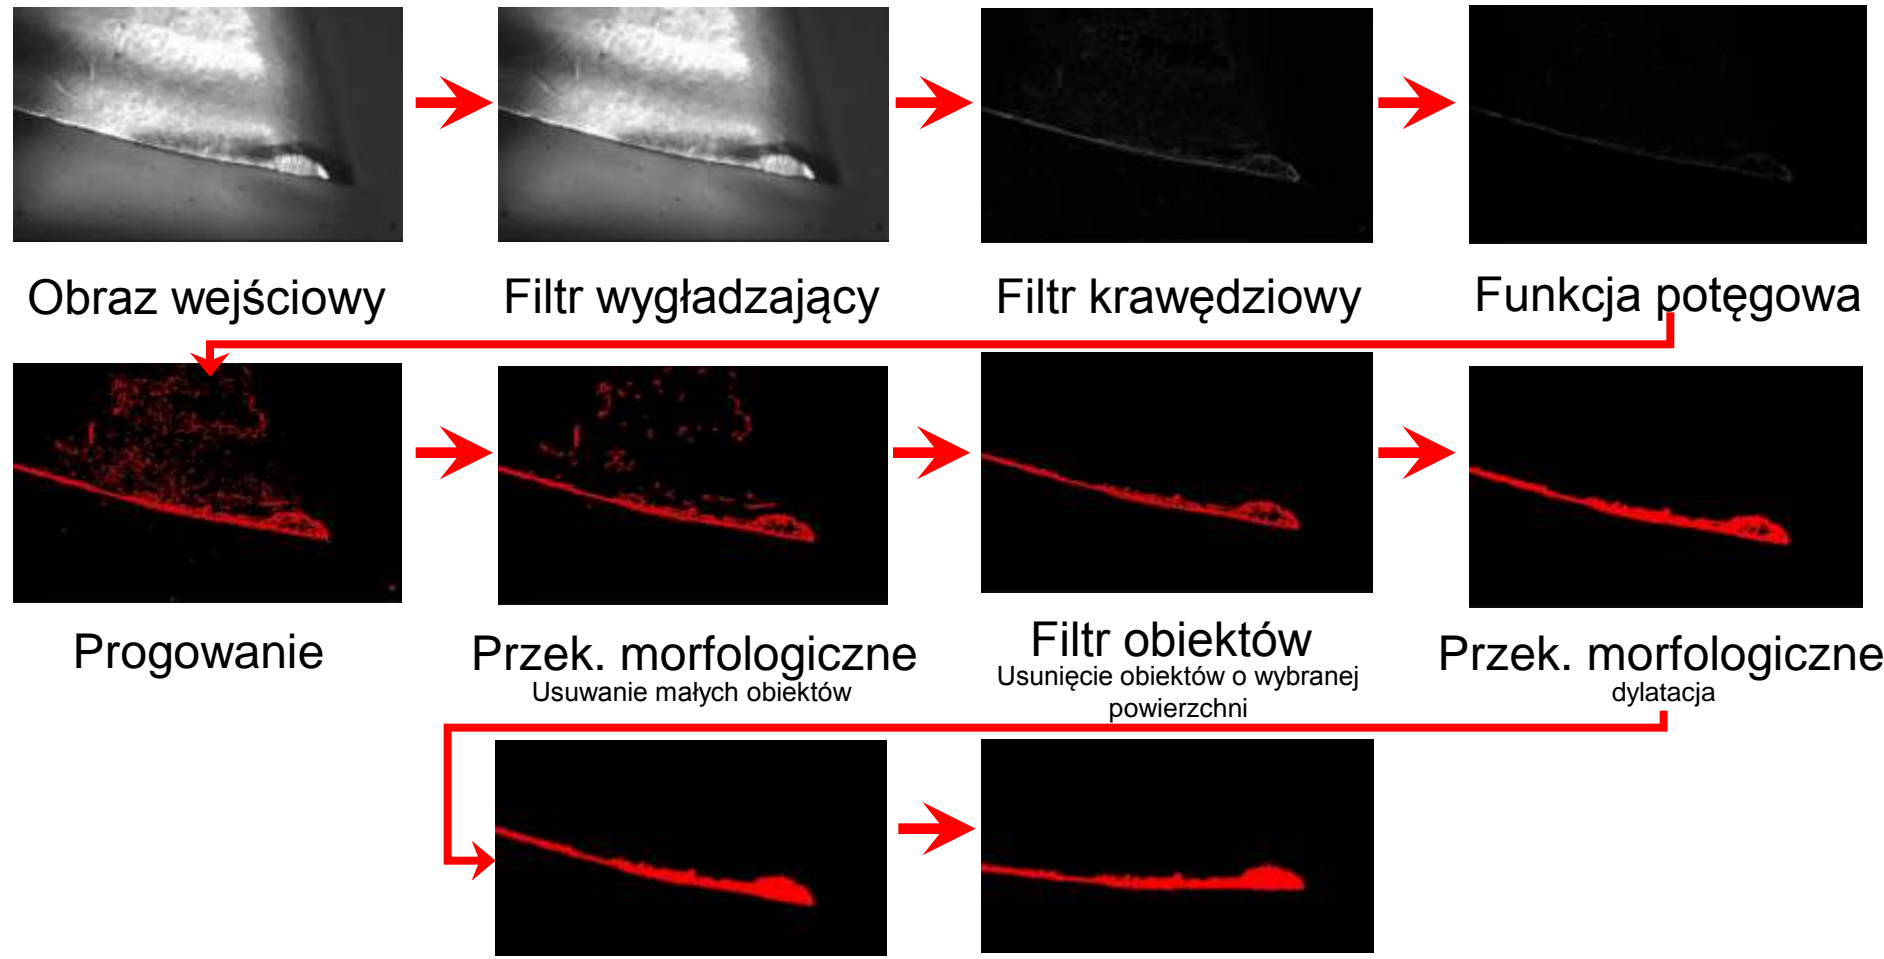 Obraz wejściowy
Filtr wygładzający
Filtr krawędziowy
Funkcja potęgowa
Progowanie
Przek. morfologiczne
Usuwanie małych obiektów
Filtr obiektów
Usunięcie obiektów o wybranej
powierzchni
Przek. morfologiczne
dylatacja